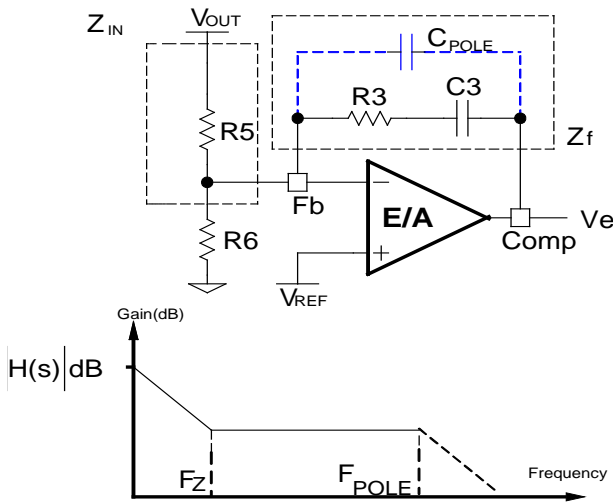 ZIN
VOUT
CPOLE
R3
C3
R5
Zf
Fb
E/A
Ve
R6
Comp
VREF
Gain(dB)
|H(s)|dB
FZ
FPOLE
Frequency